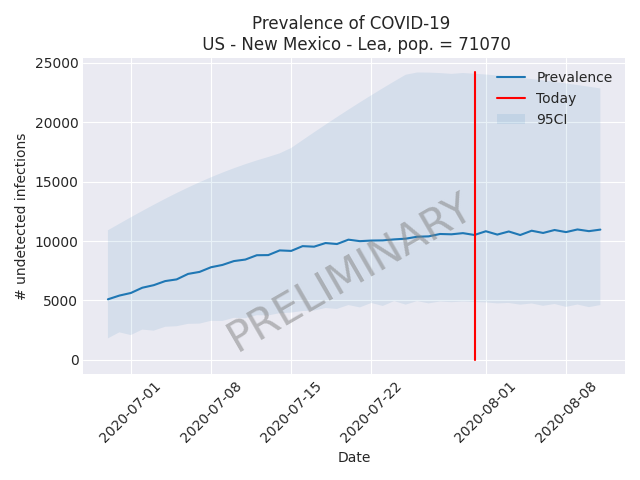 Prevalence of COVID-19
US - New Mexico - Lea, pop. = 71070
25000
20000
15000
10000
5000
0
# undetected infections
Prevalence
Today
95CI
PRELIMINARY
2020-07-01
2020-07-08
2020-07-15
2020-07-22
2020-08-01
2020-08-08
Date